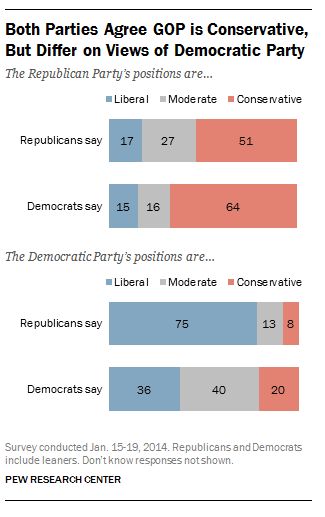 Both Parties Agree GOP is Conservative,
But Differ on Views of Democratic Party
The Republican Party's positions are...
Liberal Moderate Conservative
Republicans say 17 27 51
Democrats say 15 16 64
The Democratic Party's positions are...
Liberal Moderate Conservative
Republicans say 75 13 8
Democrats say 36 40 20
Survey conducted Jan. 15-19, 2014. Republicans and Democrats
include leaners. Don't know responses not shown.
PEW RESEARCH CENTER